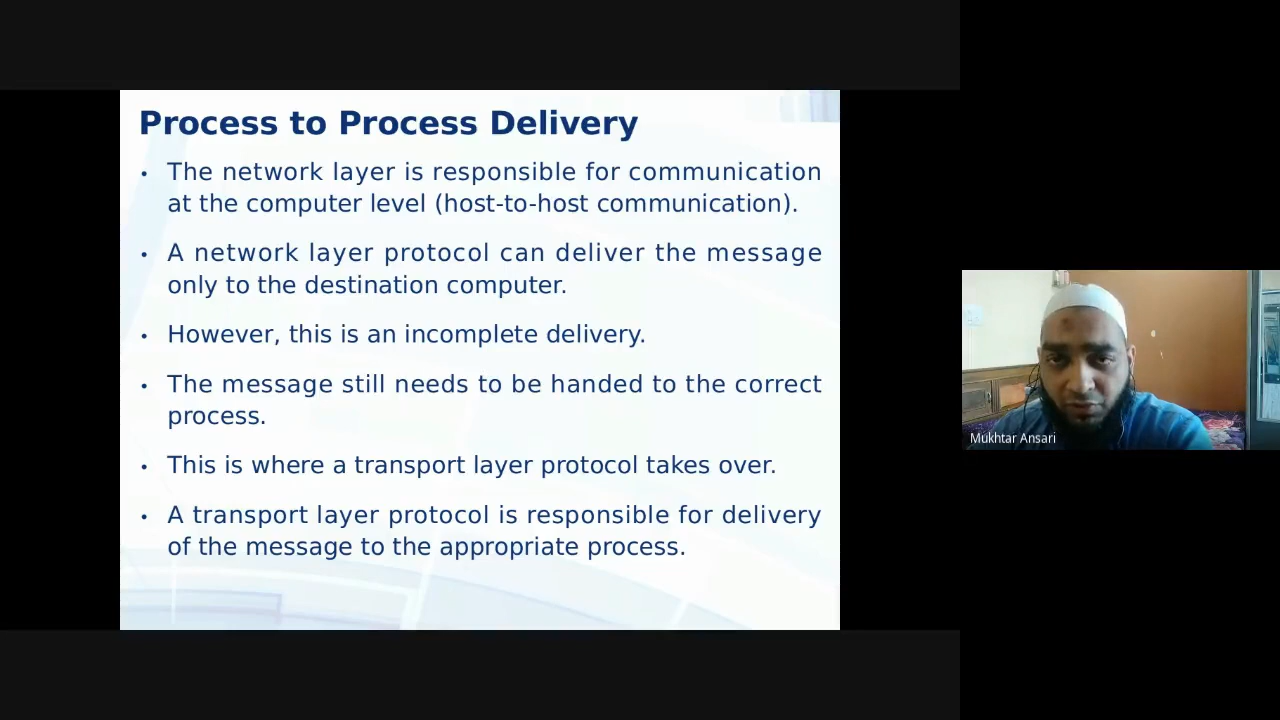 Process to Process Delivery
• The network layer is responsible for communication
at the computer level (host-to-host communication).
• A network layer protocol can deliver the message
only to the destination computer.
• However, this is an incomplete delivery.
• The message still needs to be handed to the correct
process.
• This is where a transport layer protocol takes over.
• A transport layer protocol is responsible for delivery
of the message to the appropriate process.
Mukhtar Ansari